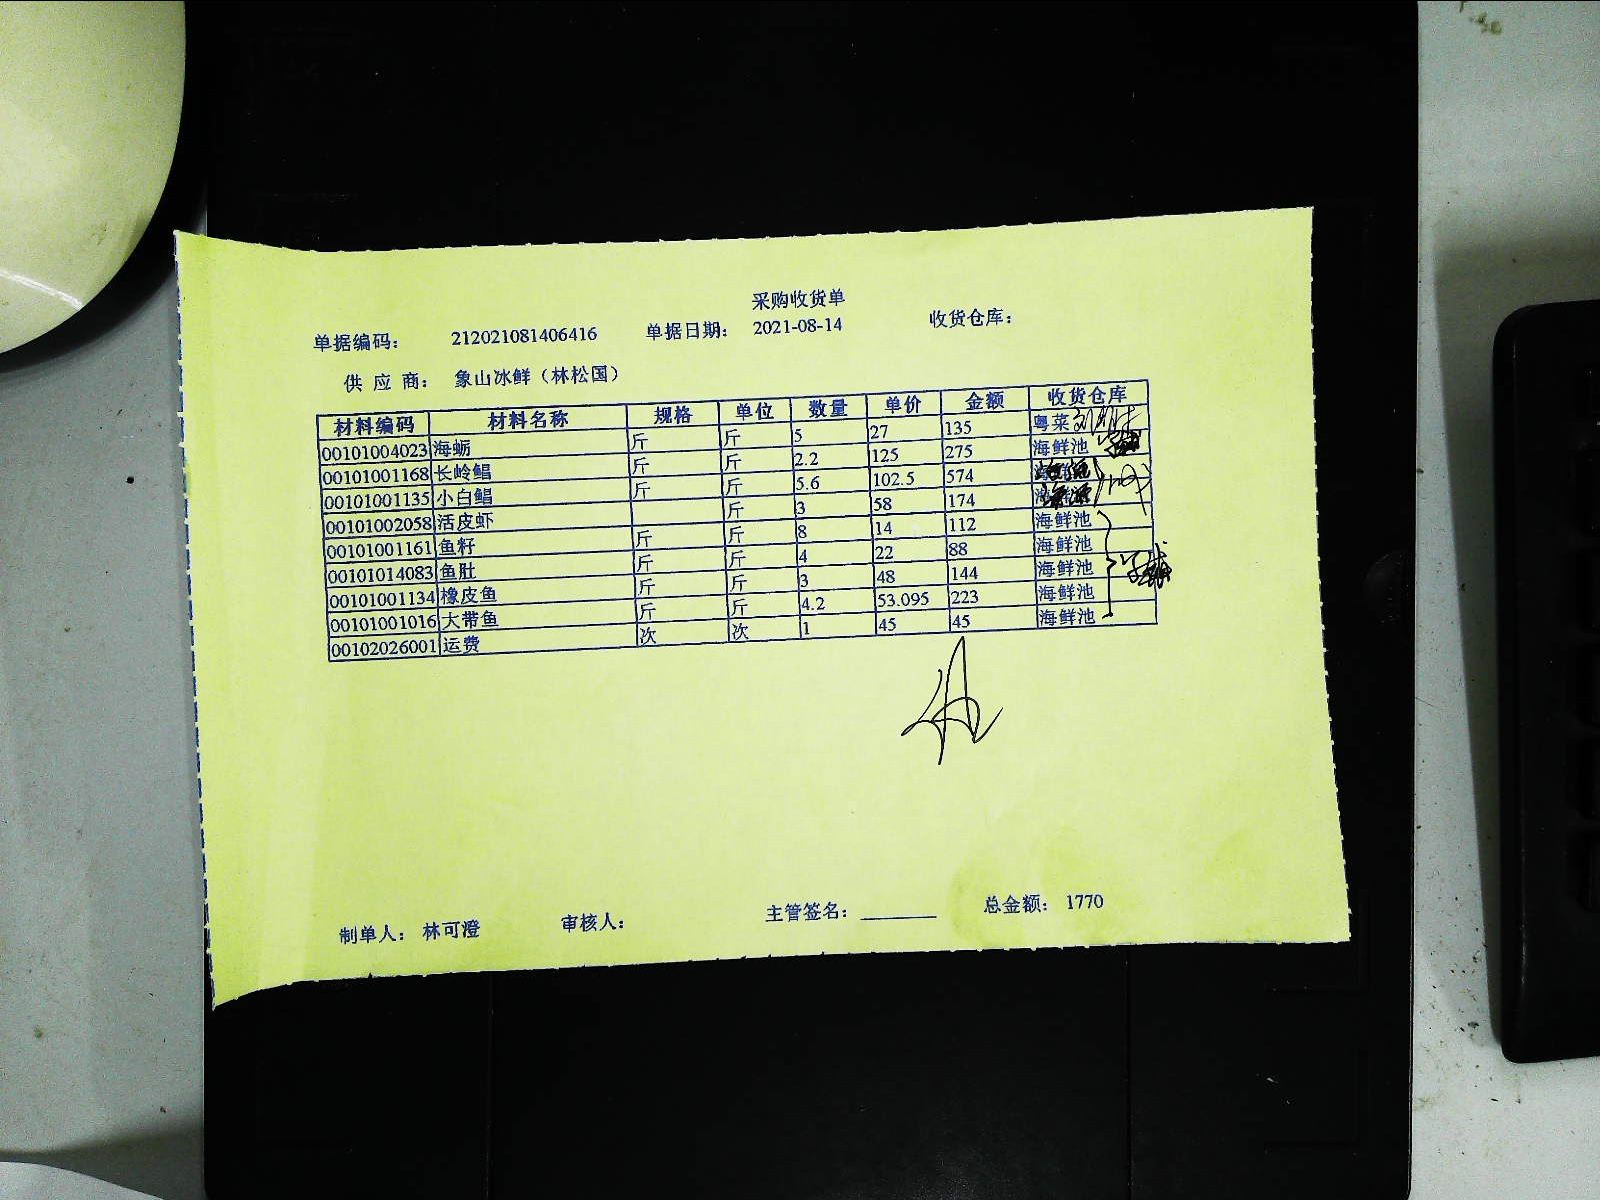 采购收货单
单据编码： 212021081406416 单据日期： 2021-08-14 收货仓库：
供 应 商： 象山冰鲜（林松国）
材料编码 材料名称 规格 单位 数量 单价 金额 收货仓库
00101004023 海蛎 斤 斤 5 27 135 粤菜
00101001168 长岭鲳 斤 斤 2.2 125 275 海鲜池
00101001135 小白鲳 斤 斤 5.6 102.5 574
00101002058 活皮虾 斤 3 58 174
00101001161 鱼籽 斤 斤 8 14 112 海鲜池
00101014083 鱼肚 斤 斤 4 22 88 海鲜池
00101001134 橡皮鱼 斤 斤 3 48 144 海鲜池
00101001016 大带鱼 斤 斤 4.2 53.095 223 海鲜池
00102026001 运费 次 次 1 45 45 海鲜池
制单人： 林可澄 审核人： 主管签名： 总金额： 1770